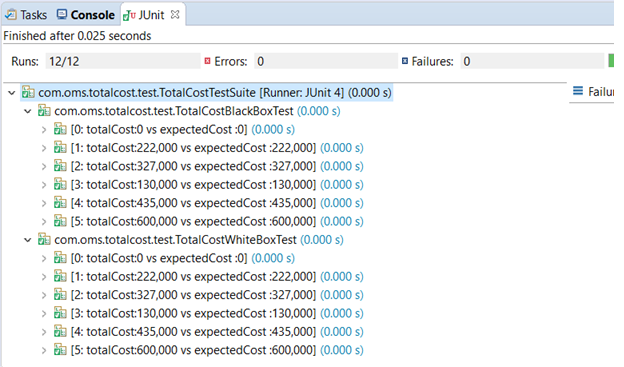 Tasks Console JUnit
Finished after 0.025 seconds
Runs: 12/12 Errors: 0 Failures: 0
com.oms.totalcost.test.TotalCostTestSuite [Runner: JUnit 4] (0.000 s)
Failur
com.oms.totalcost.test.TotalCostBlackBoxTest (0.000 s)
[0: totalCost:0 vs expectedCost :0] (0.000 s)
[1: totalCost:222,000 vs expectedCost :222,000] (0.000 s)
[2: totalCost:327,000 vs expectedCost :327,000] (0.000 s)
[3: totalCost:130,000 vs expectedCost :130,000] (0.000 s)
[4: totalCost:435,000 vs expectedCost :435,000] (0.000 s)
[5: totalCost:600,000 vs expectedCost :600,000] (0.000 s)
com.oms.totalcost.test.TotalCostWhiteBoxTest (0.000 s)
[0: totalCost:0 vs expectedCost :0] (0.000 s)
[1: totalCost:222,000 vs expectedCost :222,000] (0.000 s)
[2: totalCost:327,000 vs expectedCost :327,000] (0.000 s)
[3: totalCost:130,000 vs expectedCost :130,000] (0.000 s)
[4: totalCost:435,000 vs expectedCost :435,000] (0.000 s)
[5: totalCost:600,000 vs expectedCost :600,000] (0.000 s)